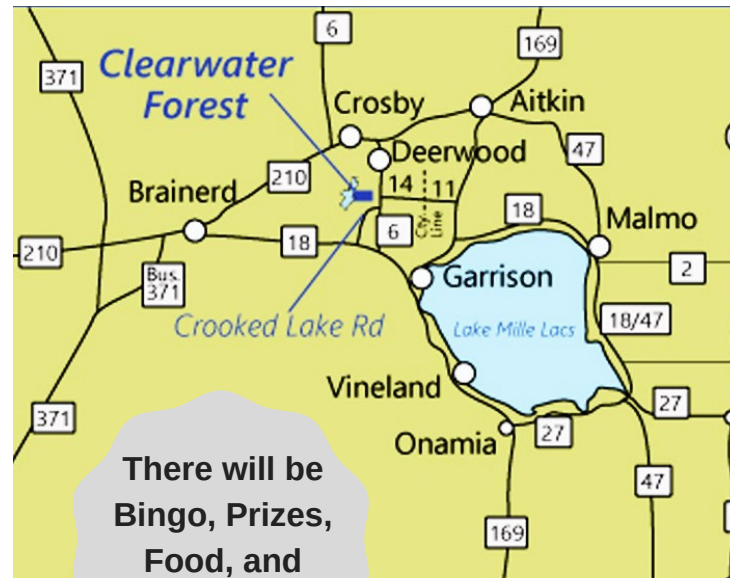 6
169
371
Clearwater
Forest
Crosby
Aitkin
Deerwood
47
210
14
11
Brainerd
Cty.
Line
18
Malmo
6
210
18
2
Bus.
371
Garrison
Crooked Lake Rd
Lake Mille Lacs
18/47
Vineland
371
27
27
Onamia
There will be
Bingo, Prizes,
Food, and
47
169